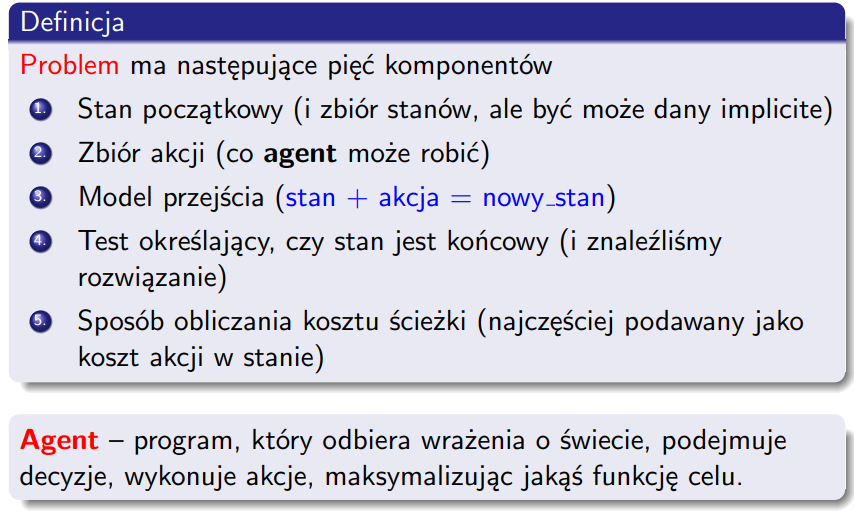 Definicja
Problem ma następujące pięć komponentów
1. Stan początkowy (i zbiór stanów, ale być może dany implicite)
2. Zbiór akcji (co agent może robić)
3. Model przejścia (stan + akcja = nowy_stan)
4. Test określający, czy stan jest końcowy (i znaleźliśmy
rozwiązanie)
5. Sposób obliczania kosztu ścieżki (najczęściej podawany jako
koszt akcji w stanie)
Agent – program, który odbiera wrażenia o świecie, podejmuje
decyzje, wykonuje akcje, maksymalizując jakąś funkcję celu.